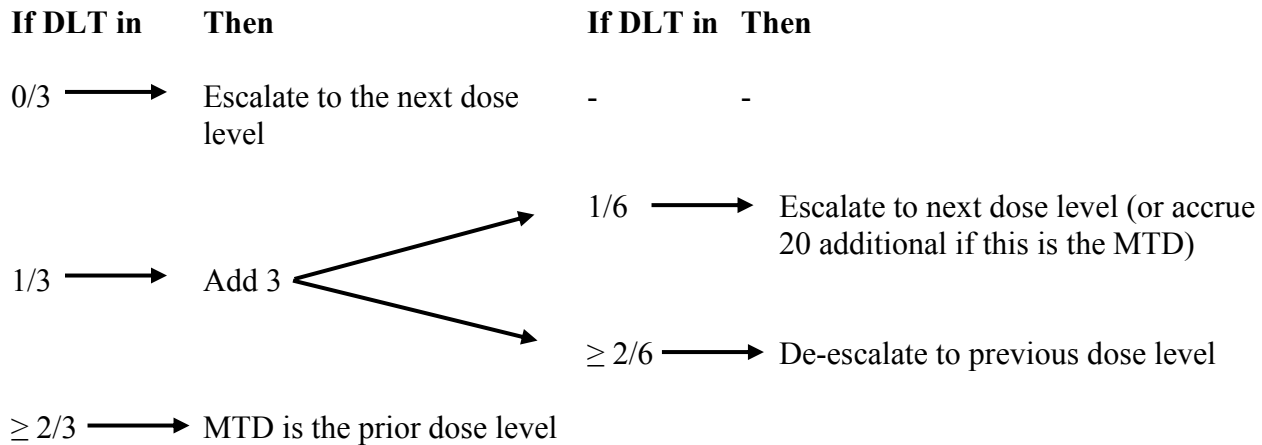 If DLT in Then If DLT in Then
0/3 Escalate to the next dose - -
level
1/6 Escalate to next dose level (or accrue
20 additional if this is the MTD)
1/3 Add 3
≥ 2/6 De-escalate to previous dose level
≥ 2/3 MTD is the prior dose level